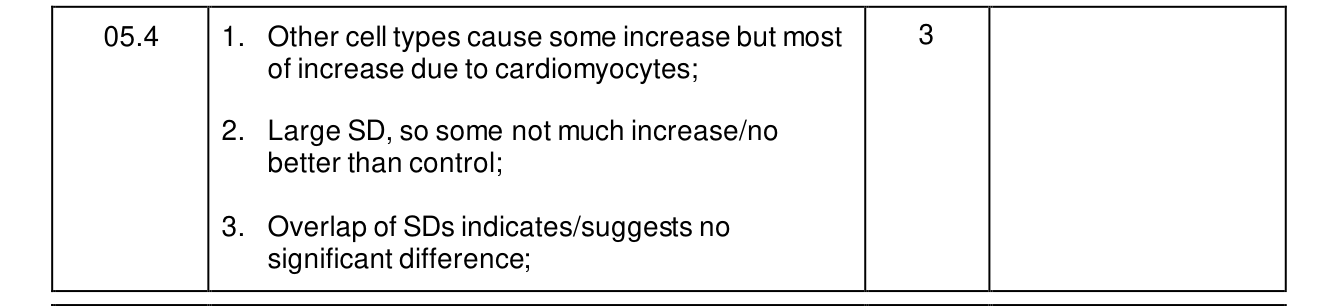 05.4 1. Other cell types cause some increase but most 3
of increase due to cardiomyocytes;
2. Large SD, so some not much increase/no
better than control;
3. Overlap of SDs indicates/suggests no
significant difference;